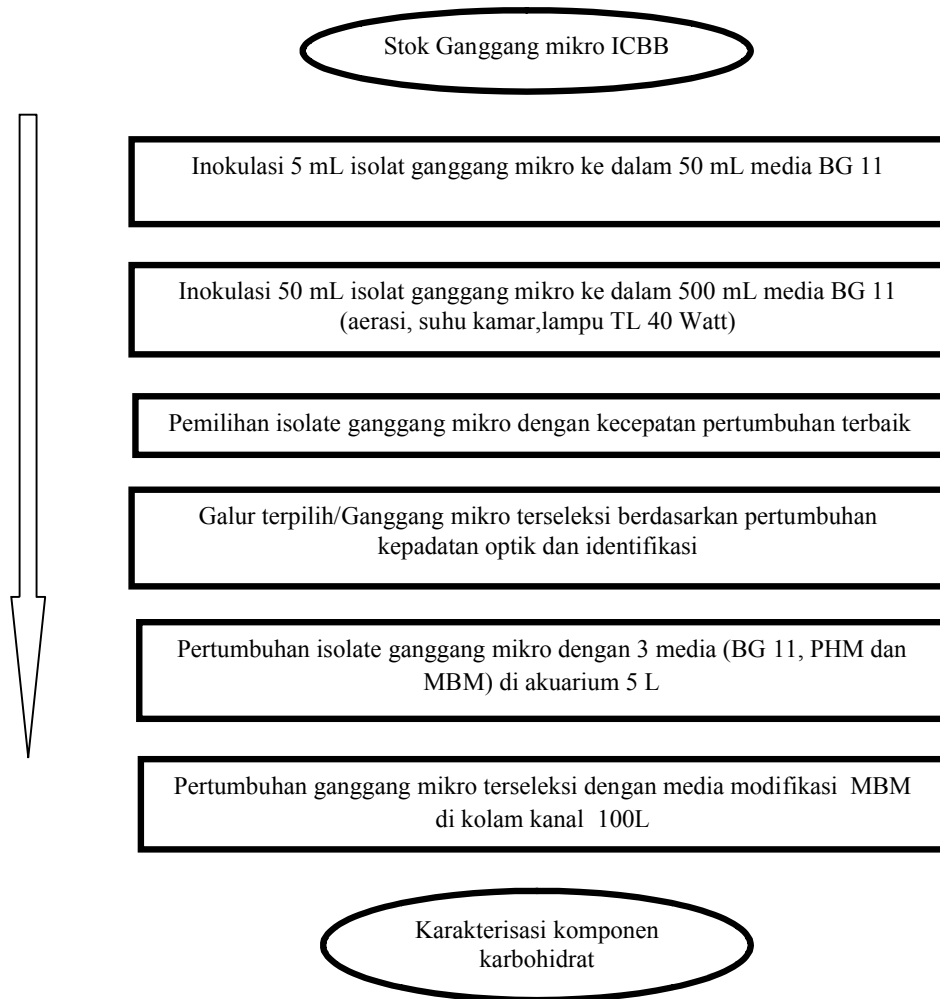 Stok Ganggang mikro ICBB
Inokulasi 5 mL isolat ganggang mikro ke dalam 50 mL media BG 11
Inokulasi 50 mL isolat ganggang mikro ke dalam 500 mL media BG 11
(aerasi, suhu kamar,lampu TL 40 Watt)
Pemilihan isolate ganggang mikro dengan kecepatan pertumbuhan terbaik
Galur terpilih/Ganggang mikro terseleksi berdasarkan pertumbuhan
kepadatan optik dan identifikasi
Pertumbuhan isolate ganggang mikro dengan 3 media (BG 11, PHM dan
MBM) di akuarium 5 L
Pertumbuhan ganggang mikro terseleksi dengan media modifikasi MBM
di kolam kanal 100L
Karakterisasi komponen
karbohidrat